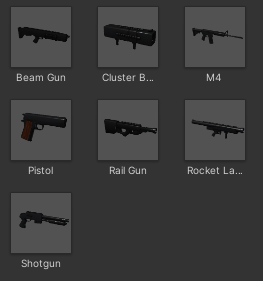 Beam Gun
Cluster B...
M4
Pistol
Rail Gun
Rocket La...
Shotgun